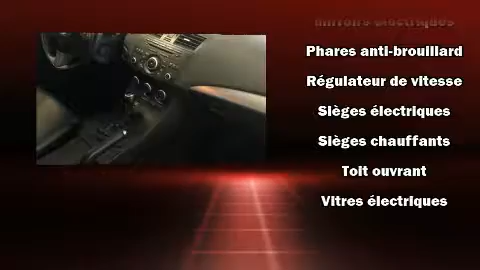 Phares anti-brouillard
Régulateur de vitesse
Sièges électriques
Sièges chauffants
Toit ouvrant
Vitres électriques